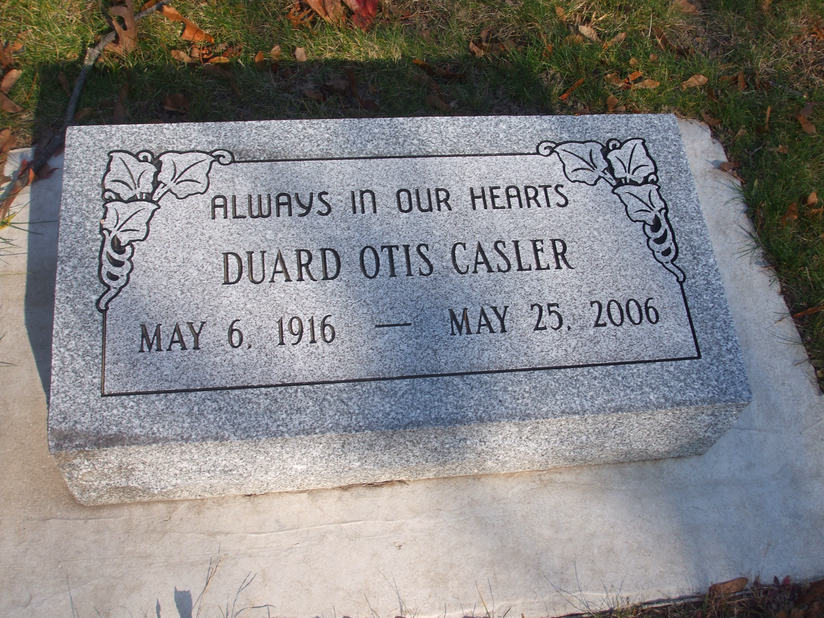 ALWAYS IN OUR HEARTS
DUARD OTIS CASLER
MAY 6, 1916 — MAY 25, 2006